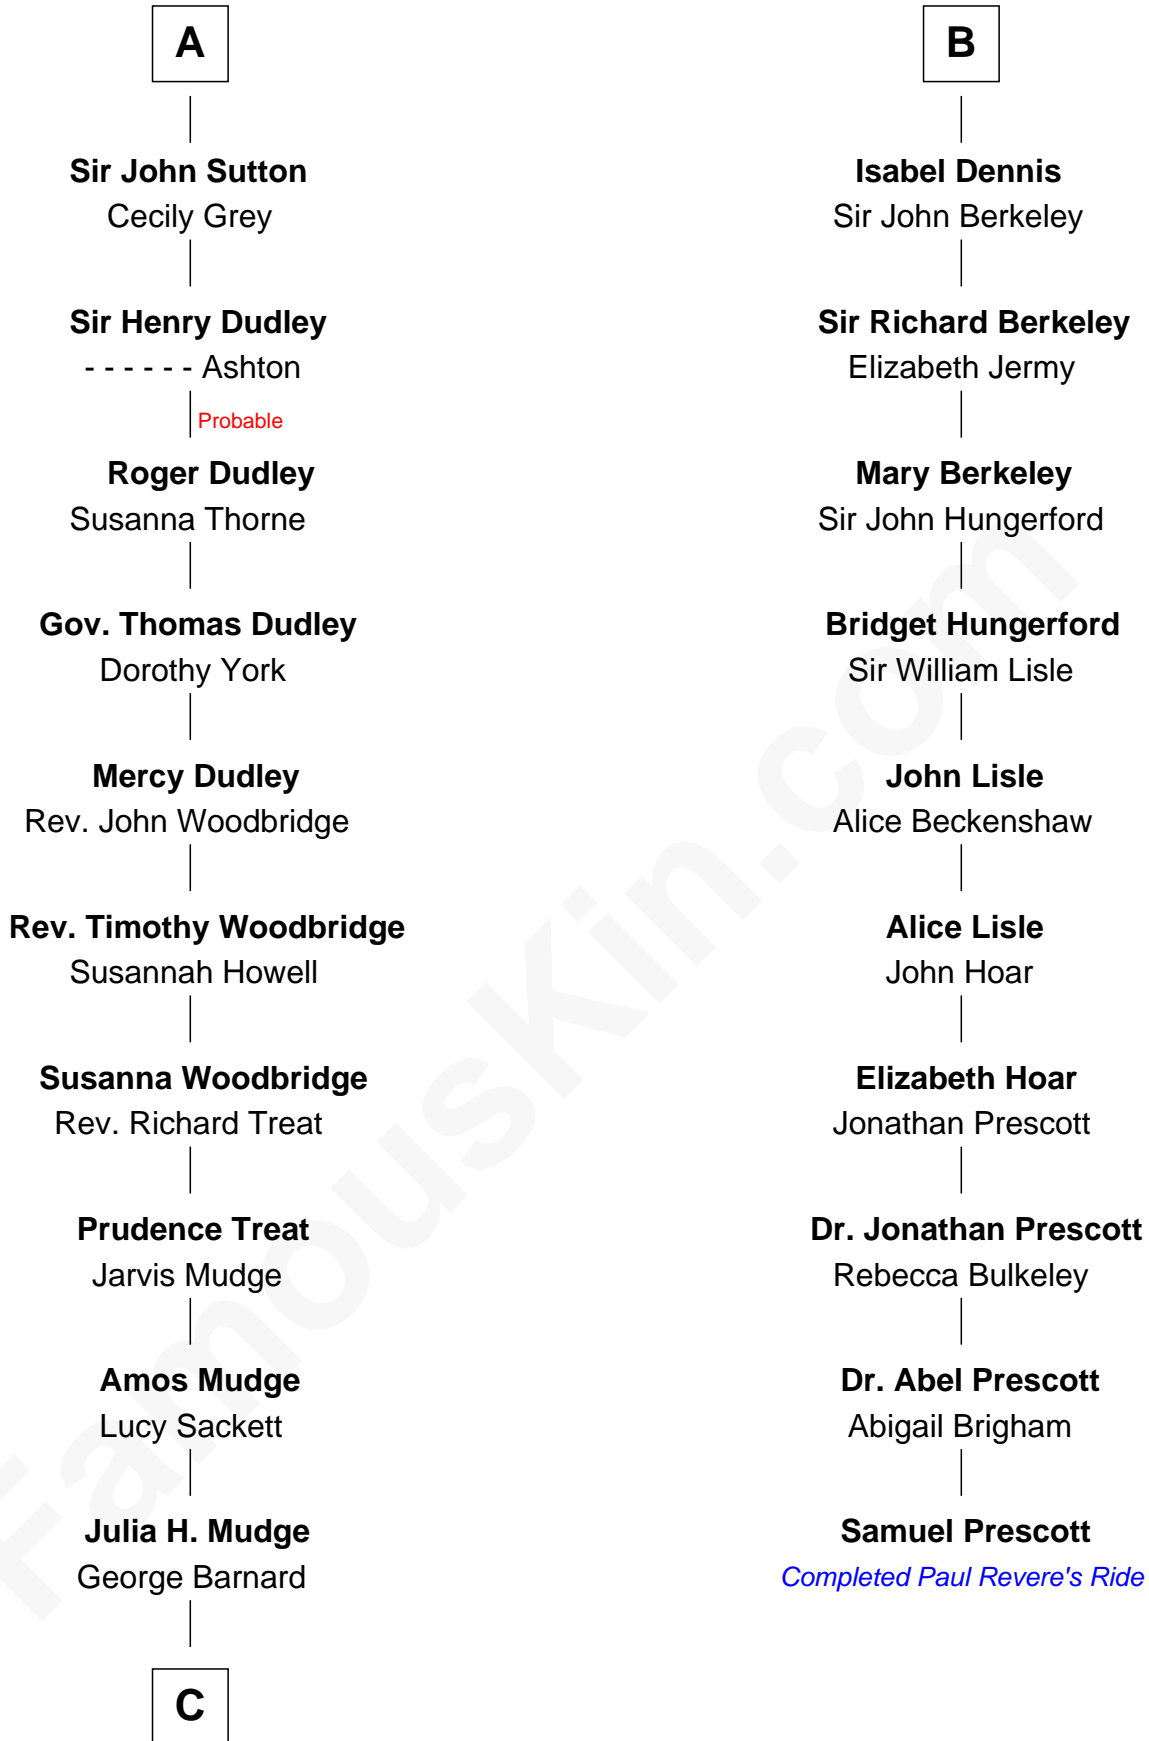 A
Sir John Sutton
Cecily Grey
Sir Henry Dudley
- - - - - - Ashton
Probable
Roger Dudley
Susanna Thorne
Gov. Thomas Dudley
Dorothy York
Mercy Dudley
Rev. John Woodbridge
Rev. Timothy Woodbridge
Susannah Howell
Susanna Woodbridge
Rev. Richard Treat
Prudence Treat
Jarvis Mudge
Amos Mudge
Lucy Sackett
Julia H. Mudge
George Barnard
C
B
Isabel Dennis
Sir John Berkeley
Sir Richard Berkeley
Elizabeth Jermy
Mary Berkeley
Sir John Hungerford
Bridget Hungerford
Sir William Lisle
John Lisle
Alice Beckenshaw
Alice Lisle
John Hoar
Elizabeth Hoar
Jonathan Prescott
Dr. Jonathan Prescott
Rebecca Bulkeley
Dr. Abel Prescott
Abigail Brigham
Samuel Prescott
Completed Paul Revere's Ride
FamousKin.com